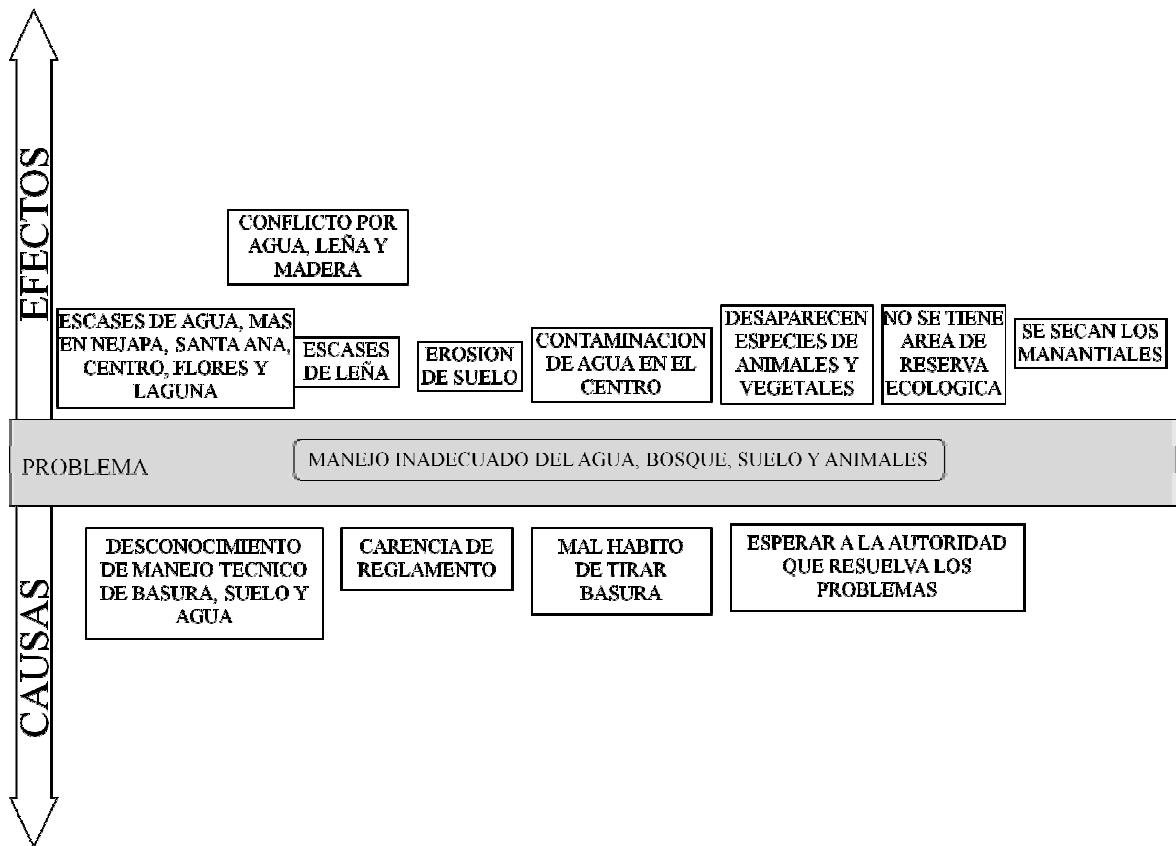 EFECTOS
CONFLICTO POR
AGUA, LEÑA Y
MADERA
ESCASES DE AGUA, MAS
EN NEJAPA, SANTA ANA,
CENTRO, FLORES Y
LAGUNA
ESCASES
DE LEÑA
EROSION
DE SUELO
CONTAMINACION
DE AGUA EN EL
CENTRO
DESAPARECEN
ESPECIES DE
ANIMALES Y
VEGETALES
NO SE TIENE
AREA DE
RESERVA
ECOLOGICA
SE SECAN LOS
MANANTIALES
PROBLEMA
MANEJO INADECUADO DEL AGUA, BOSQUE, SUELO Y ANIMALES
CAUSAS
DESCONOCIMIENTO
DE MANEJO TECNICO
DE BASURA, SUELO Y
AGUA
CARENCIA DE
REGLAMENTO
MAL HABITO
DE TIRAR
BASURA
ESPERAR A LA AUTORIDAD
QUE RESUELVA LOS
PROBLEMAS